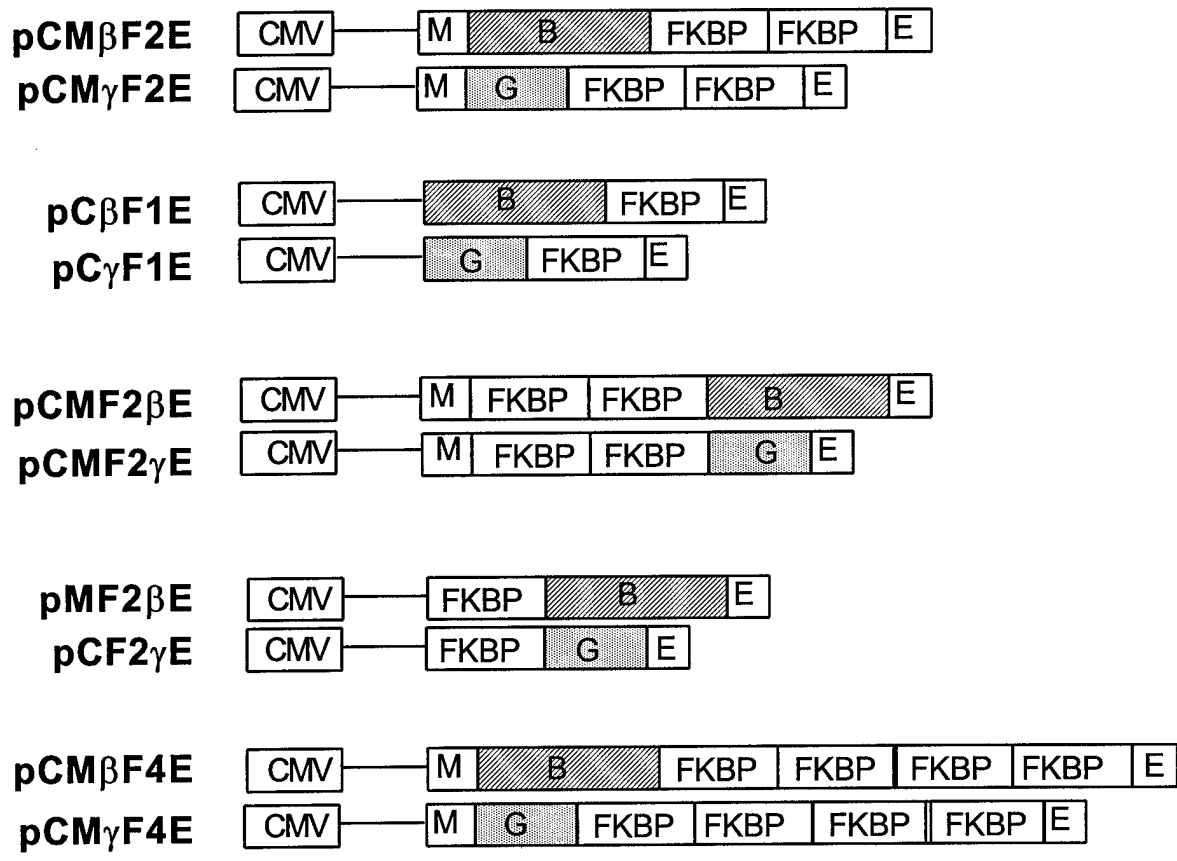 pCMβF2E CMV M B FKBP FKBP E
pCMγF2E CMV M G FKBP FKBP E
pCβF1E CMV B FKBP E
pCγF1E CMV G FKBP E
pCMF2βE CMV M FKBP FKBP B E
pCMF2γE CMV M FKBP FKBP G E
pMF2βE CMV FKBP B E
pCF2γE CMV FKBP G E
pCMβF4E CMV M B FKBP FKBP FKBP FKBP E
pCMγF4E CMV M G FKBP FKBP FKBP FKBP E